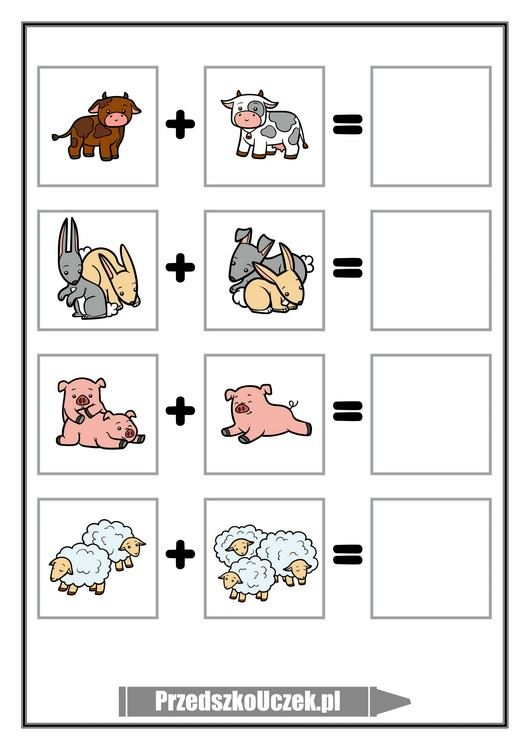 + =
+ =
+ =
+ =
PrzedszkoUczek.pl